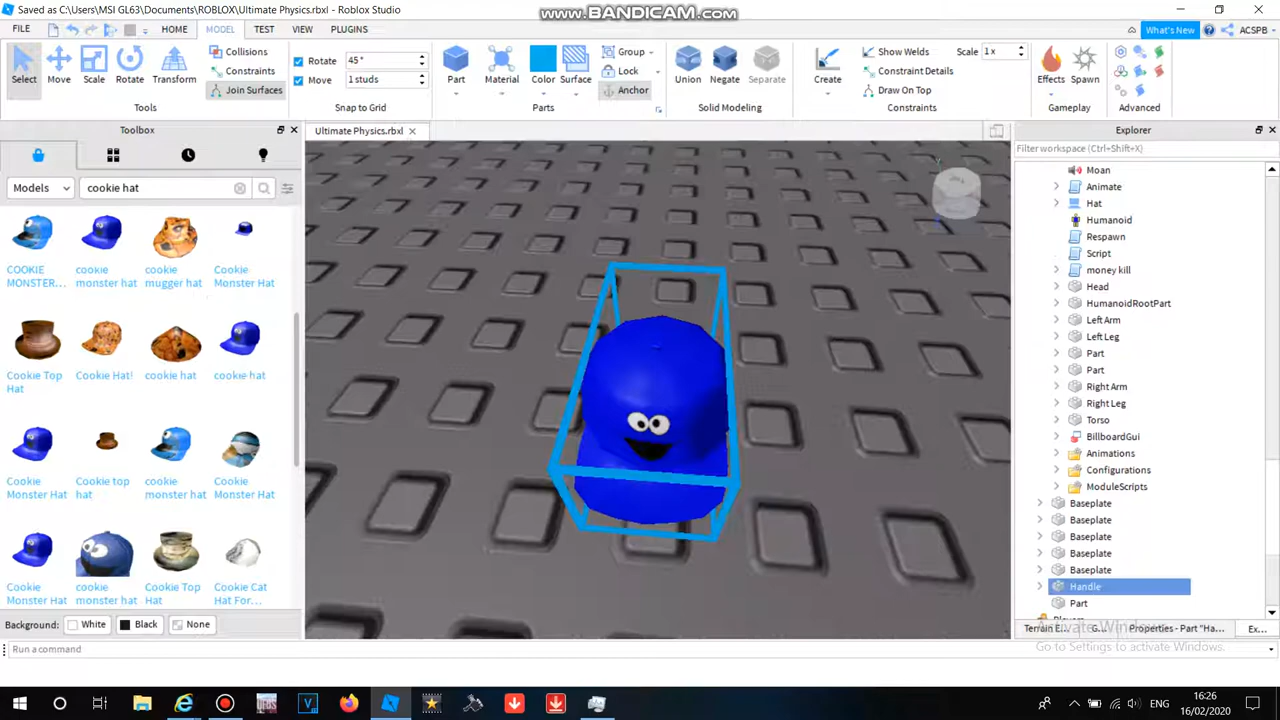 Saved as C:\Users\MSI GL63\Documents\ROBLOX\Ultimate Physics.rbxl - Roblox Studio
www.BANDICAM.com
FILE
HOME
MODEL
TEST
VIEW
PLUGINS
What's New
ACSPB
Select
Move
Scale
Rotate
Transform
Collisions
Constraints
Join Surfaces
Tools
Rotate
45°
Move
1 studs
Snap to Grid
Part
Material
Color
Surface
Group
Lock
Anchor
Parts
Union
Negate
Separate
Solid Modeling
Create
Show Welds
Scale
1 x
Constraint Details
Draw On Top
Constraints
Effects
Spawn
Gameplay
Advanced
Toolbox
Models
cookie hat
COOKIE MONSTER...
cookie monster hat
cookie mugger hat
Cookie Monster Hat
Cookie Top Hat
Cookie Hat!
cookie hat
cookie hat
Cookie Monster Hat
Cookie top hat
cookie monster hat
Cookie Monster Hat
Cookie Monster Hat
cookie monster hat
Cookie Top Hat
Cookie Cat Hat For...
Background:
White
Black
None
Ultimate Physics.rbxl
Explorer
Filter workspace (Ctrl+Shift+X)
Moan
Animate
Hat
Humanoid
Respawn
Script
money kill
Head
HumanoidRootPart
Left Arm
Left Leg
Part
Part
Right Arm
Right Leg
Torso
BillboardGui
Animations
Configurations
ModuleScripts
Baseplate
Baseplate
Baseplate
Baseplate
Baseplate
Handle
Part
Terrain E...
G...
Properties - Part "Ha...
Ex...
Activate Windows
Go to Settings to activate Windows.
Run a command
ENG
16:26
16/02/2020